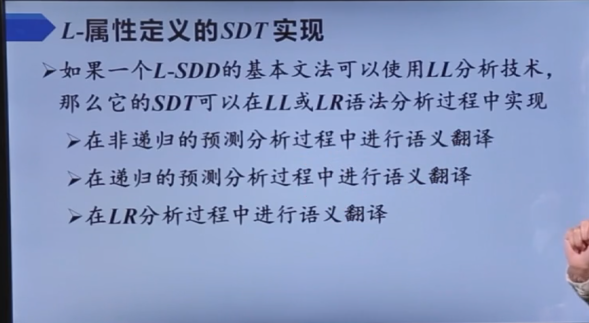 L-属性定义的SDT 实现
➢如果一个L-SDD的基本文法可以使用LL分析技术，
那么它的SDT可以在LL或LR语法分析过程中实现
➢在非递归的预测分析过程中进行语义翻译
➢在递归的预测分析过程中进行语义翻译
➢在LR分析过程中进行语义翻译